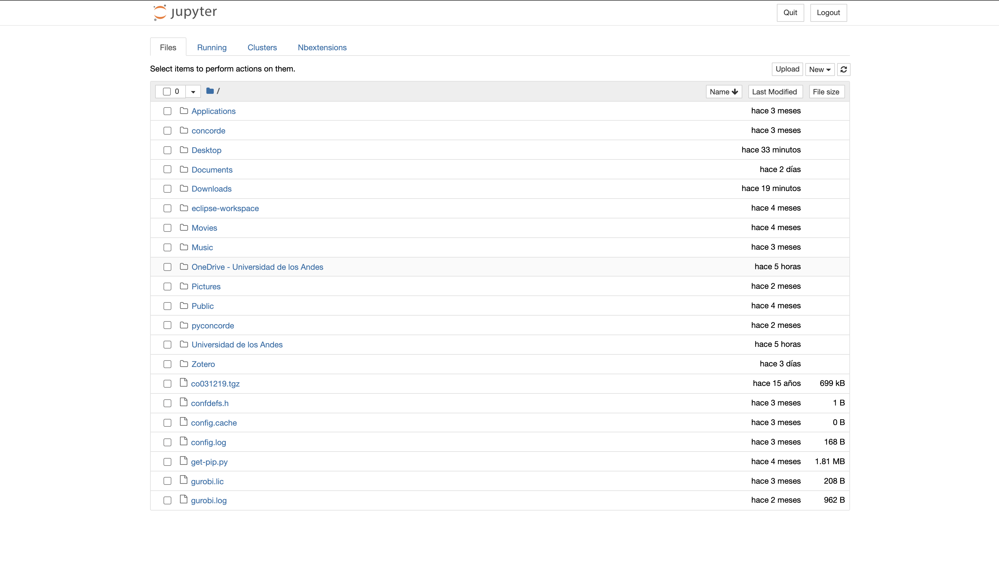 jupyter Quit Logout
Files Running Clusters Nbextensions
Select items to perform actions on them. Upload New
0 / Name Last Modified File size
Applications hace 3 meses
concorde hace 3 meses
Desktop hace 33 minutos
Documents hace 2 días
Downloads hace 19 minutos
eclipse-workspace hace 4 meses
Movies hace 4 meses
Music hace 3 meses
OneDrive - Universidad de los Andes hace 5 horas
Pictures hace 2 meses
Public hace 4 meses
pyconcorde hace 2 meses
Universidad de los Andes hace 5 horas
Zotero hace 3 días
co031219.tgz hace 15 años 699 kB
confdefs.h hace 3 meses 1 B
config.cache hace 3 meses 0 B
config.log hace 3 meses 168 B
get-pip.py hace 4 meses 1.81 MB
gurobi.lic hace 3 meses 208 B
gurobi.log hace 2 meses 962 B